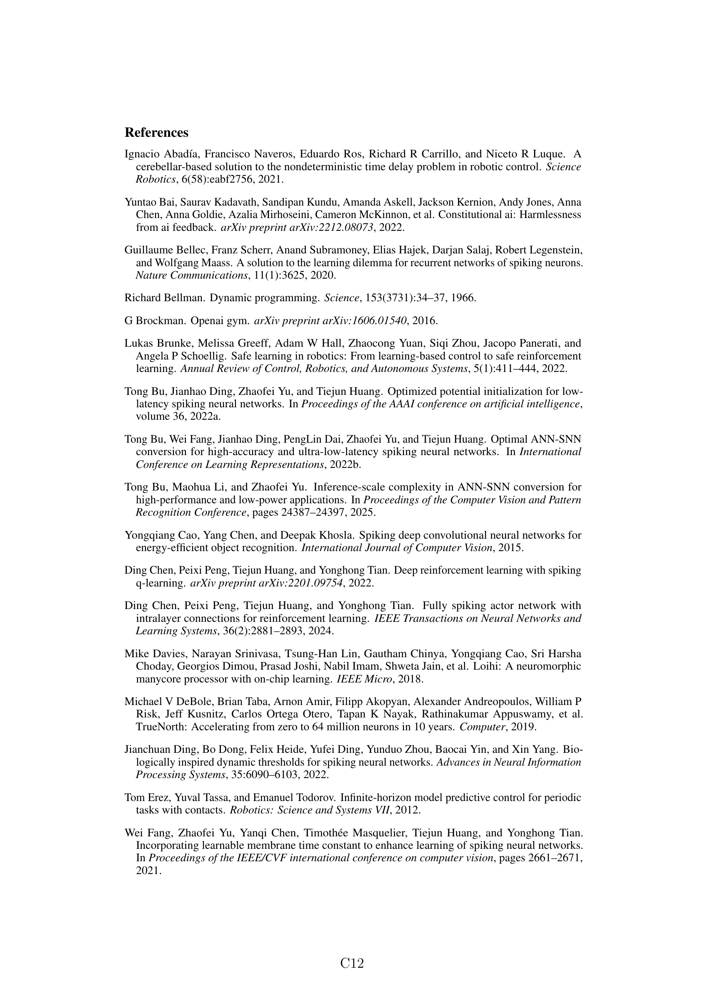 References
Ignacio Abadía, Francisco Naveros, Eduardo Ros, Richard R Carrillo, and Niceto R Luque. A
cerebellar-based solution to the nondeterministic time delay problem in robotic control. Science
Robotics, 6(58):eabf2756, 2021.
Yuntao Bai, Saurav Kadavath, Sandipan Kundu, Amanda Askell, Jackson Kernion, Andy Jones, Anna
Chen, Anna Goldie, Azalia Mirhoseini, Cameron McKinnon, et al. Constitutional ai: Harmlessness
from ai feedback. arXiv preprint arXiv:2212.08073, 2022.
Guillaume Bellec, Franz Scherr, Anand Subramoney, Elias Hajek, Darjan Salaj, Robert Legenstein,
and Wolfgang Maass. A solution to the learning dilemma for recurrent networks of spiking neurons.
Nature Communications, 11(1):3625, 2020.
Richard Bellman. Dynamic programming. Science, 153(3731):34–37, 1966.
G Brockman. Openai gym. arXiv preprint arXiv:1606.01540, 2016.
Lukas Brunke, Melissa Greeff, Adam W Hall, Zhaocong Yuan, Siqi Zhou, Jacopo Panerati, and
Angela P Schoellig. Safe learning in robotics: From learning-based control to safe reinforcement
learning. Annual Review of Control, Robotics, and Autonomous Systems, 5(1):411–444, 2022.
Tong Bu, Jianhao Ding, Zhaofei Yu, and Tiejun Huang. Optimized potential initialization for low-
latency spiking neural networks. In Proceedings of the AAAI conference on artificial intelligence,
volume 36, 2022a.
Tong Bu, Wei Fang, Jianhao Ding, PengLin Dai, Zhaofei Yu, and Tiejun Huang. Optimal ANN-SNN
conversion for high-accuracy and ultra-low-latency spiking neural networks. In International
Conference on Learning Representations, 2022b.
Tong Bu, Maohua Li, and Zhaofei Yu. Inference-scale complexity in ANN-SNN conversion for
high-performance and low-power applications. In Proceedings of the Computer Vision and Pattern
Recognition Conference, pages 24387–24397, 2025.
Yongqiang Cao, Yang Chen, and Deepak Khosla. Spiking deep convolutional neural networks for
energy-efficient object recognition. International Journal of Computer Vision, 2015.
Ding Chen, Peixi Peng, Tiejun Huang, and Yonghong Tian. Deep reinforcement learning with spiking
q-learning. arXiv preprint arXiv:2201.09754, 2022.
Ding Chen, Peixi Peng, Tiejun Huang, and Yonghong Tian. Fully spiking actor network with
intralayer connections for reinforcement learning. IEEE Transactions on Neural Networks and
Learning Systems, 36(2):2881–2893, 2024.
Mike Davies, Narayan Srinivasa, Tsung-Han Lin, Gautham Chinya, Yongqiang Cao, Sri Harsha
Choday, Georgios Dimou, Prasad Joshi, Nabil Imam, Shweta Jain, et al. Loihi: A neuromorphic
manycore processor with on-chip learning. IEEE Micro, 2018.
Michael V DeBole, Brian Taba, Arnon Amir, Filipp Akopyan, Alexander Andreopoulos, William P
Risk, Jeff Kusnitz, Carlos Ortega Otero, Tapan K Nayak, Rathinakumar Appuswamy, et al.
TrueNorth: Accelerating from zero to 64 million neurons in 10 years. Computer, 2019.
Jianchuan Ding, Bo Dong, Felix Heide, Yufei Ding, Yunduo Zhou, Baocai Yin, and Xin Yang. Bio-
logically inspired dynamic thresholds for spiking neural networks. Advances in Neural Information
Processing Systems, 35:6090–6103, 2022.
Tom Erez, Yuval Tassa, and Emanuel Todorov. Infinite-horizon model predictive control for periodic
tasks with contacts. Robotics: Science and Systems VII, 2012.
Wei Fang, Zhaofei Yu, Yanqi Chen, Timothée Masquelier, Tiejun Huang, and Yonghong Tian.
Incorporating learnable membrane time constant to enhance learning of spiking neural networks.
In Proceedings of the IEEE/CVF international conference on computer vision, pages 2661–2671,
2021.
C12